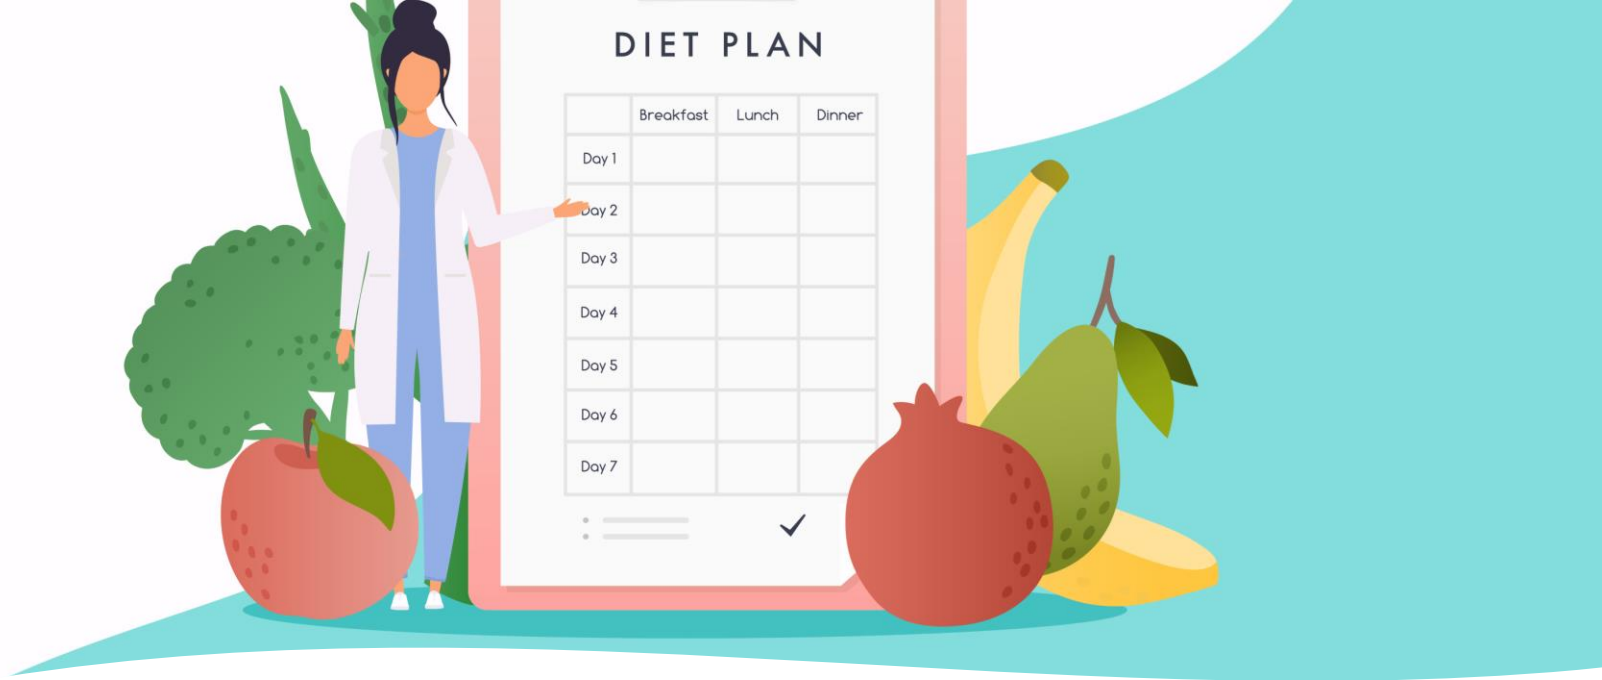 DIET PLAN
Breakfast Lunch Dinner
Day 1
Day 2
Day 3
Day 4
Day 5
Day 6
Day 7